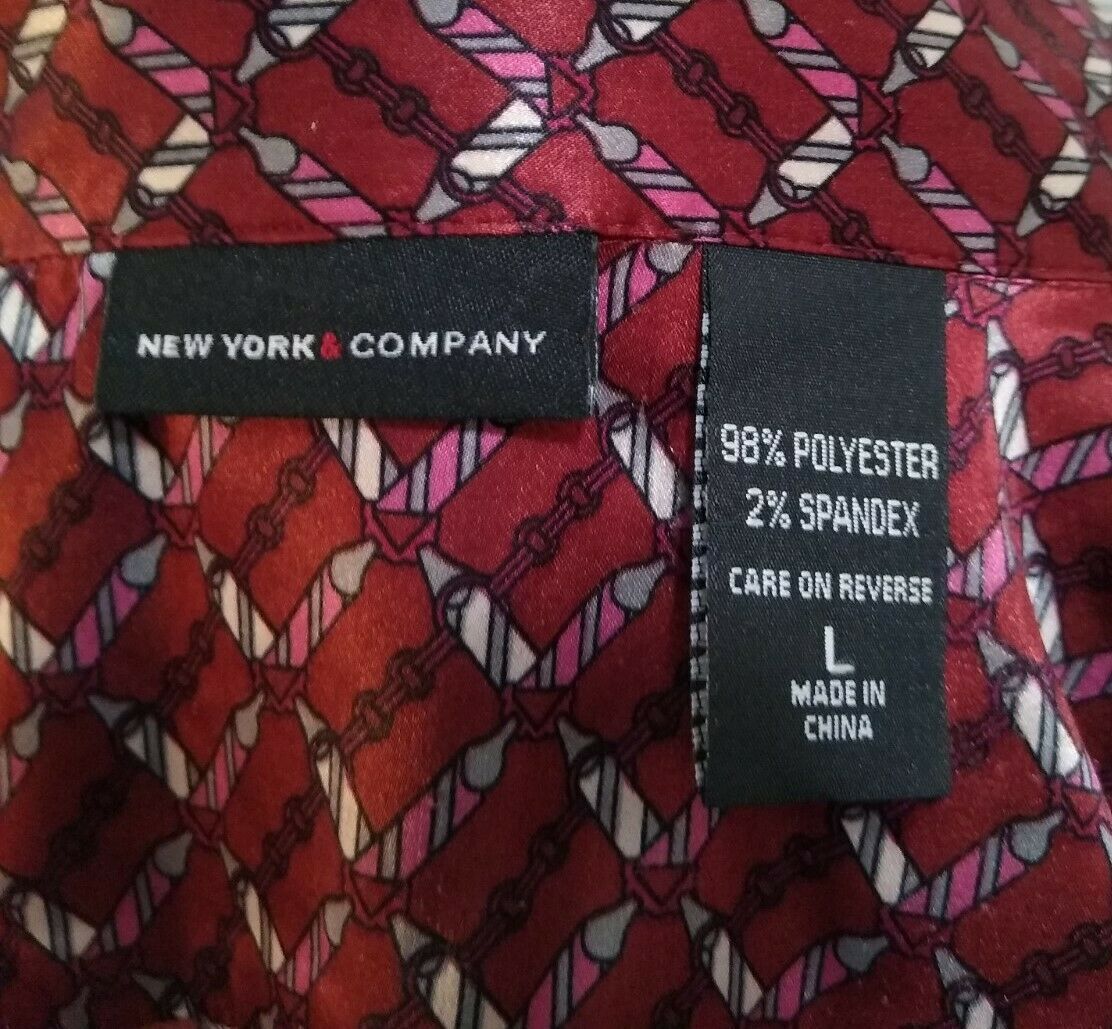 NEW YORK & COMPANY
98% POLYESTER
2% SPANDEX
CARE ON REVERSE
L
MADE IN
CHINA